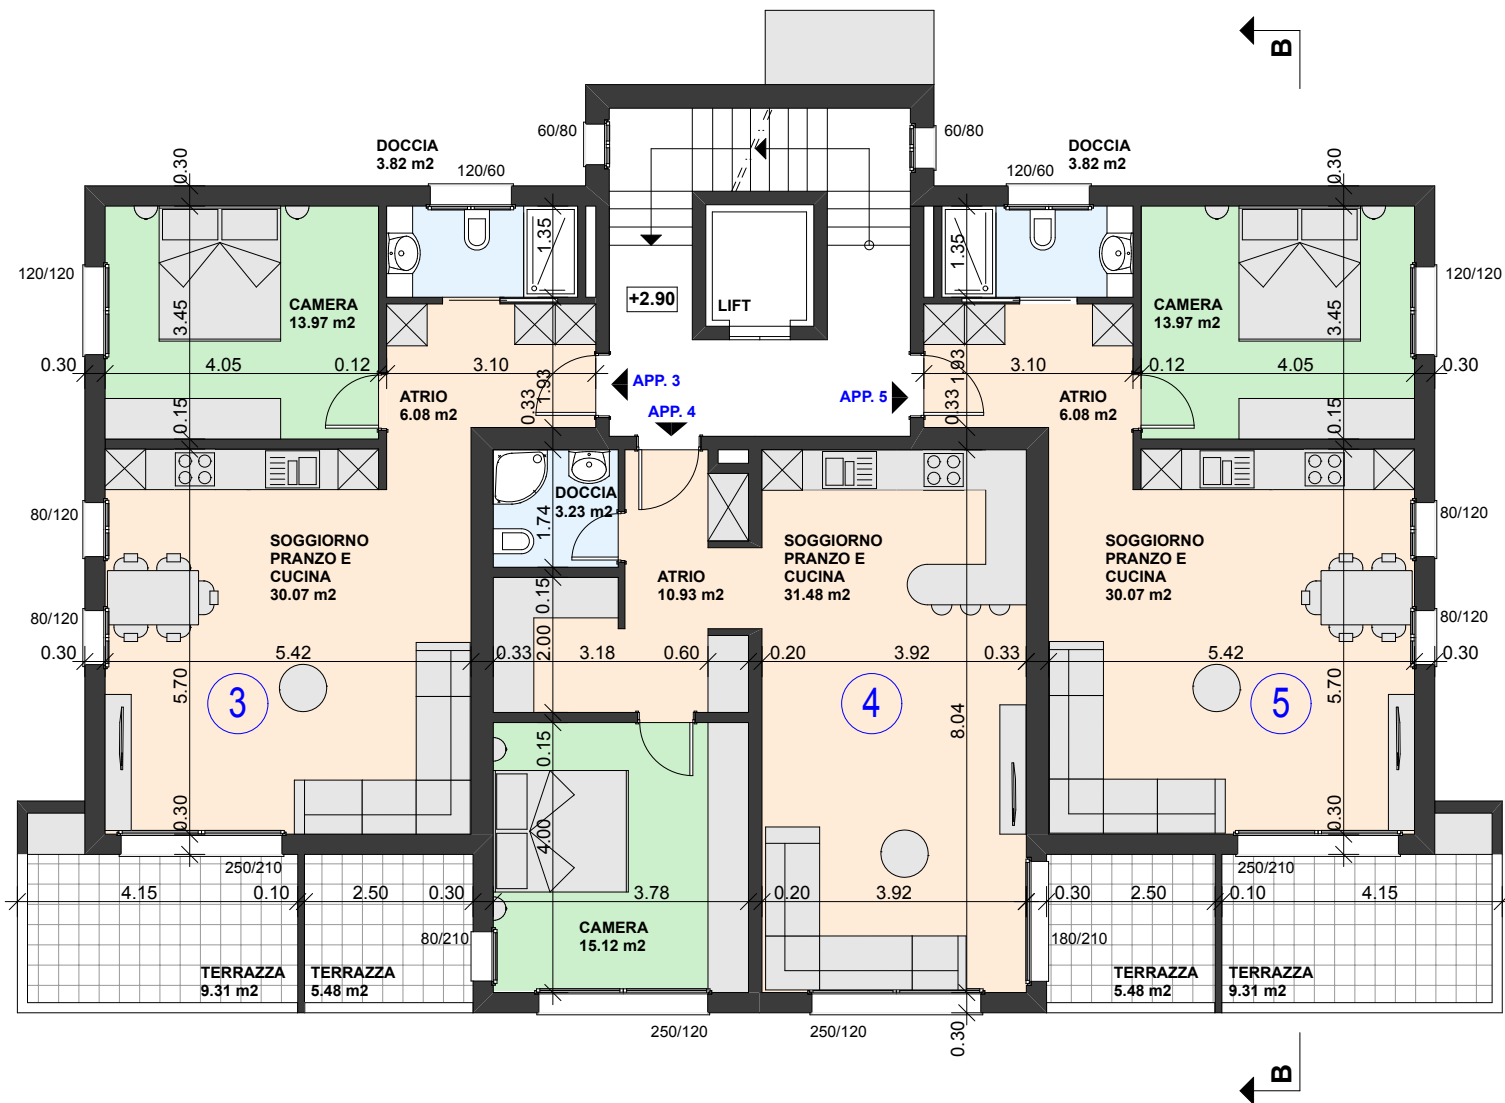 B
60/80
60/80
DOCCIA
3.82 m2
DOCCIA
3.82 m2
120/60
120/60
0.30
0.30
1.35
1.35
120/120
120/120
CAMERA
13.97 m2
CAMERA
13.97 m2
+2.90
LIFT
3.45
3.45
0.30
4.05
0.12
3.10
1.93
1.93
3.10
0.12
4.05
0.30
APP. 3
APP. 4
APP. 5
ATRIO
6.08 m2
ATRIO
6.08 m2
0.15
0.33
0.33
0.15
80/120
80/120
DOCCIA
3.23 m2
1.74
SOGGIORNO
PRANZO E
CUCINA
30.07 m2
SOGGIORNO
PRANZO E
CUCINA
31.48 m2
SOGGIORNO
PRANZO E
CUCINA
30.07 m2
ATRIO
10.93 m2
0.15
80/120
80/120
2.00
0.30
5.42
0.33
3.18
0.60
0.20
3.92
0.33
5.42
0.30
5.70
5.70
3
4
5
8.04
0.15
0.30
0.30
4.00
250/210
250/210
4.15
0.10
2.50
0.30
3.78
0.20
3.92
0.30
2.50
0.10
4.15
CAMERA
15.12 m2
80/210
180/210
TERRAZZA
9.31 m2
TERRAZZA
5.48 m2
TERRAZZA
5.48 m2
TERRAZZA
9.31 m2
250/120
250/120
0.30
B